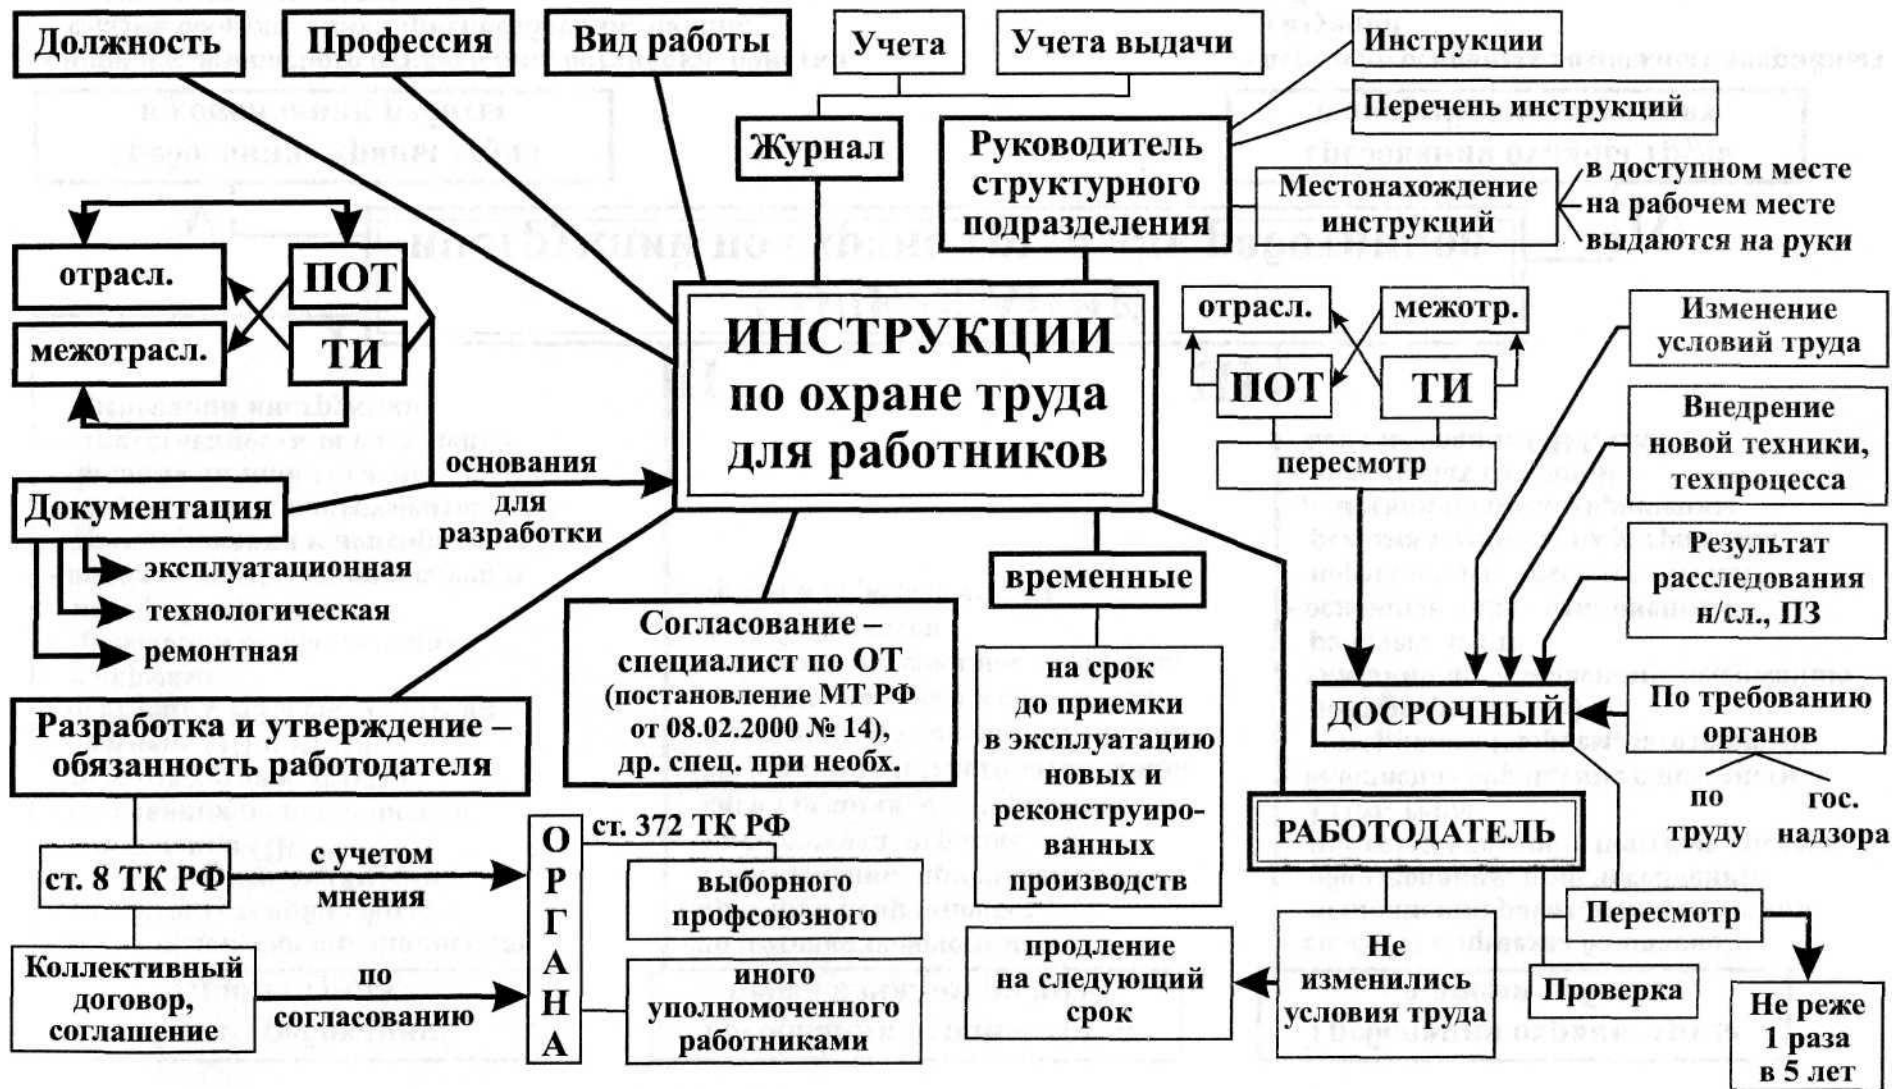 Должность
Профессия
Вид работы
Учета
Учета выдачи
Инструкции
Перечень инструкций
Журнал
Руководитель
структурного
подразделения
Местонахождение
инструкций
в доступном месте
на рабочем месте
выдаются на руки
отрасл.
ПОТ
межотрасл.
ТИ
ИНСТРУКЦИИ
по охране труда
для работников
отрасл.
межотр.
ПОТ
ТИ
пересмотр
Изменение
условий труда
Внедрение
новой техники,
техпроцесса
Результат
расследования
н/сл., ПЗ
основания
для
разработки
Документация
эксплуатационная
технологическая
ремонтная
Согласование –
специалист по ОТ
(постановление МТ РФ
от 08.02.2000 № 14),
др. спец. при необх.
временные
на срок
до приемки
в эксплуатацию
новых и
реконструиро-
ванных
производств
ДОСРОЧНЫЙ
По требованию
органов
по
труду
гос.
надзора
Разработка и утверждение –
обязанность работодателя
РАБОТОДАТЕЛЬ
ст. 8 ТК РФ
с учетом
мнения
ОРГАНА
ст. 372 ТК РФ
выборного
профсоюзного
иного
уполномоченного
работниками
Коллективный
договор,
соглашение
по
согласованию
продление
на следующий
срок
Не
изменились
условия труда
Пересмотр
Проверка
Не реже
1 раза
в 5 лет